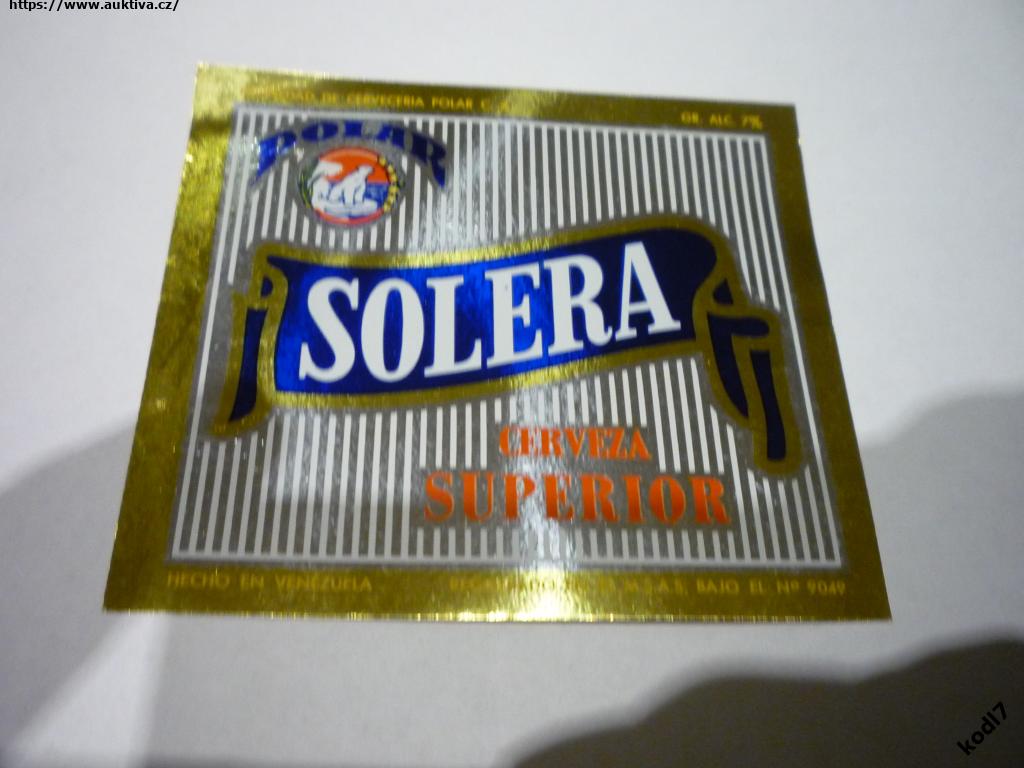 https://www.auktiva.cz/
DE CERVECERIA POLAR C.
GR. ALC. 7%
POLAR
SOLERA
CERVEZA
SUPERIOR
HECHO EN VENEZUELA
M.S.A.S. BAJO EL Nº 9049
kodl7